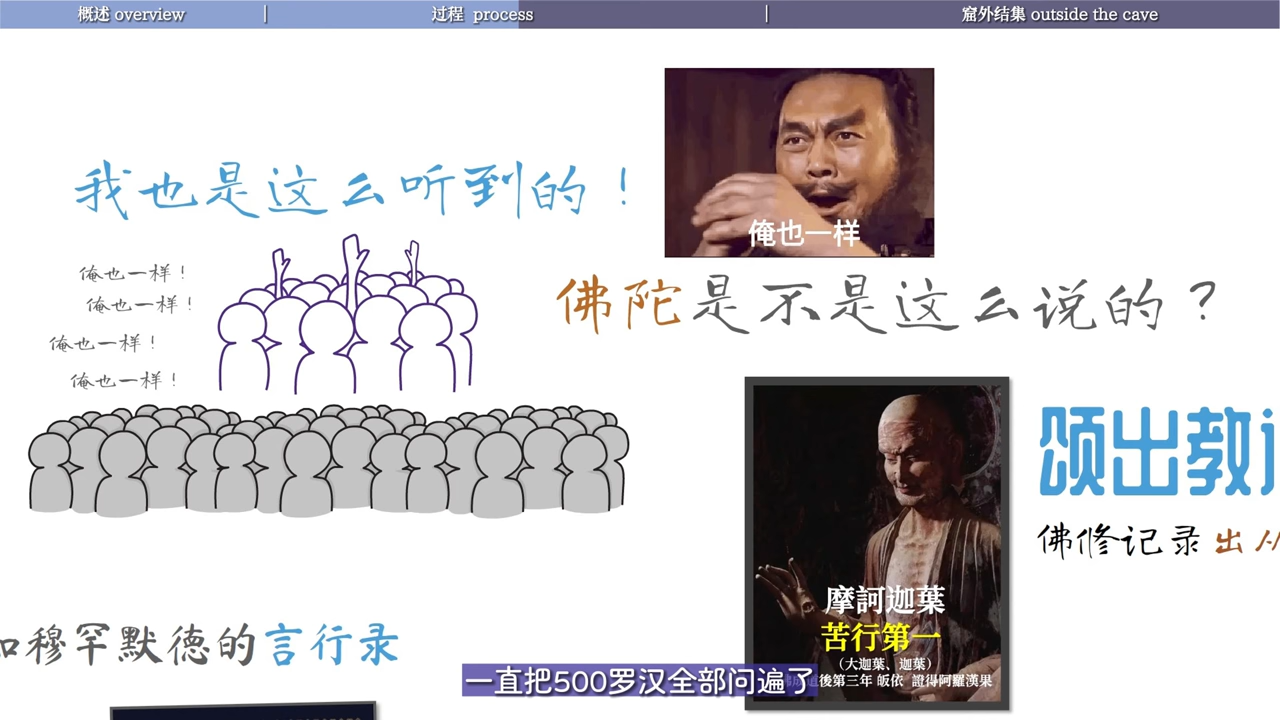 概述 overview | 过程 process | 窟外结集 outside the cave
我也是这么听到的！
俺也一样
俺也一样！
俺也一样！
俺也一样！
俺也一样！
佛陀是不是这么说的？
颂出教
佛修记录出
摩訶迦葉
苦行第一
（大迦葉、迦葉）
後第三年 皈依 證得阿羅漢果
穆罕默德的言行录
一直把500罗汉全部问遍了